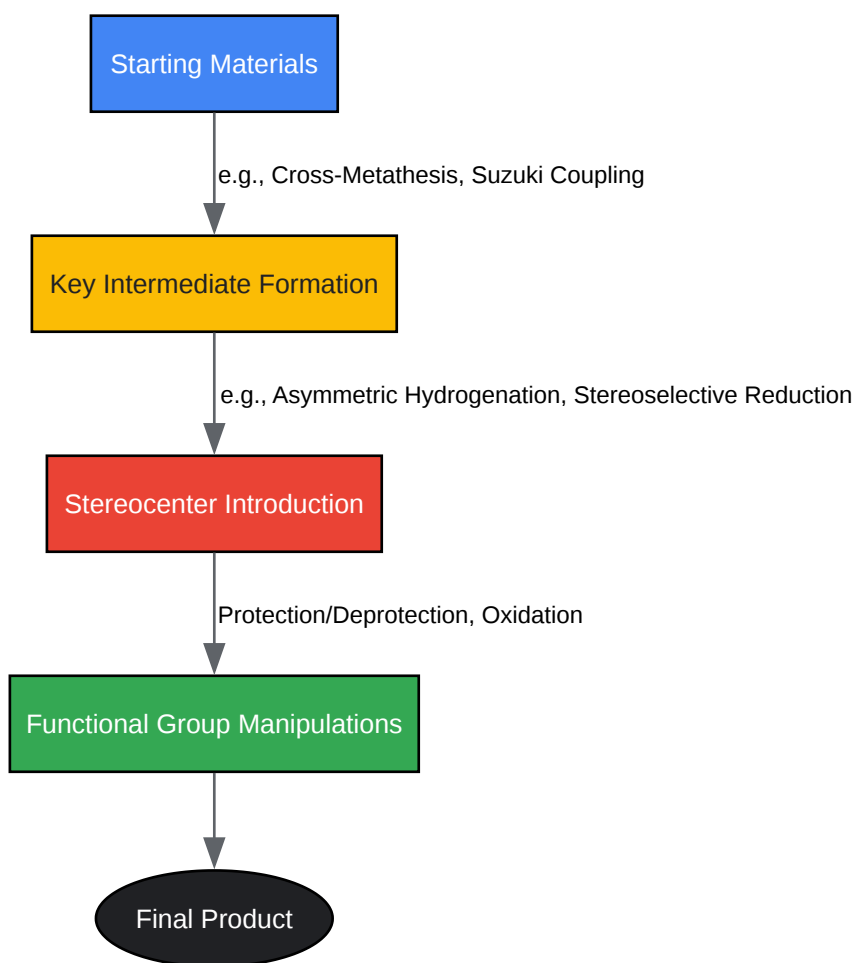 Starting Materials
e.g., Cross-Metathesis, Suzuki Coupling
Key Intermediate Formation
e.g., Asymmetric Hydrogenation, Stereoselective Reduction
Stereocenter Introduction
Protection/Deprotection, Oxidation
Functional Group Manipulations
Final Product